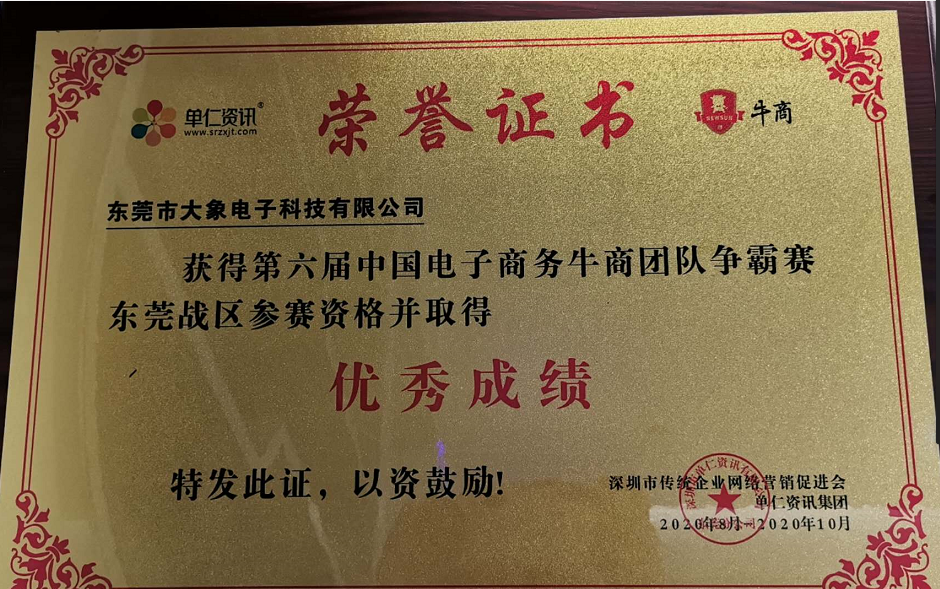 单仁资讯®
www.srzxjt.com
荣誉证书
赛
NEWSUN
牛商
东莞市大象电子科技有限公司
获得第六届中国电子商务牛商团队争霸赛
东莞战区参赛资格并取得
优秀成绩
特发此证，以资鼓励!
深圳市传统企业网络营销促进会
单仁资讯集团
2020年8月-2020年10月